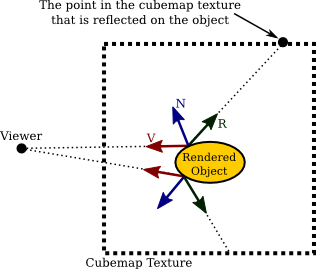 The point in the cubemap texture
that is reflected on the object
N
R
Viewer
V
Rendered
Object
Cubemap Texture